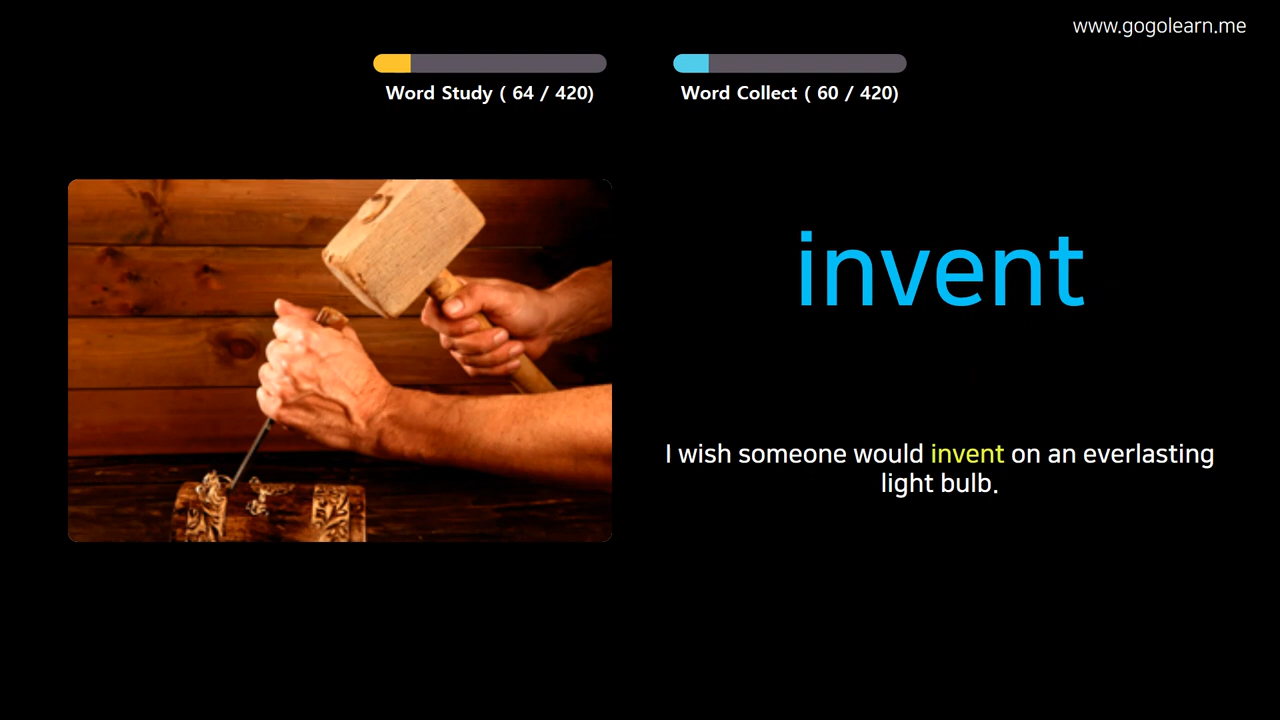 www.gogolearn.me
Word Study ( 64 / 420)
Word Collect ( 60 / 420)
invent
I wish someone would invent on an everlasting
light bulb.